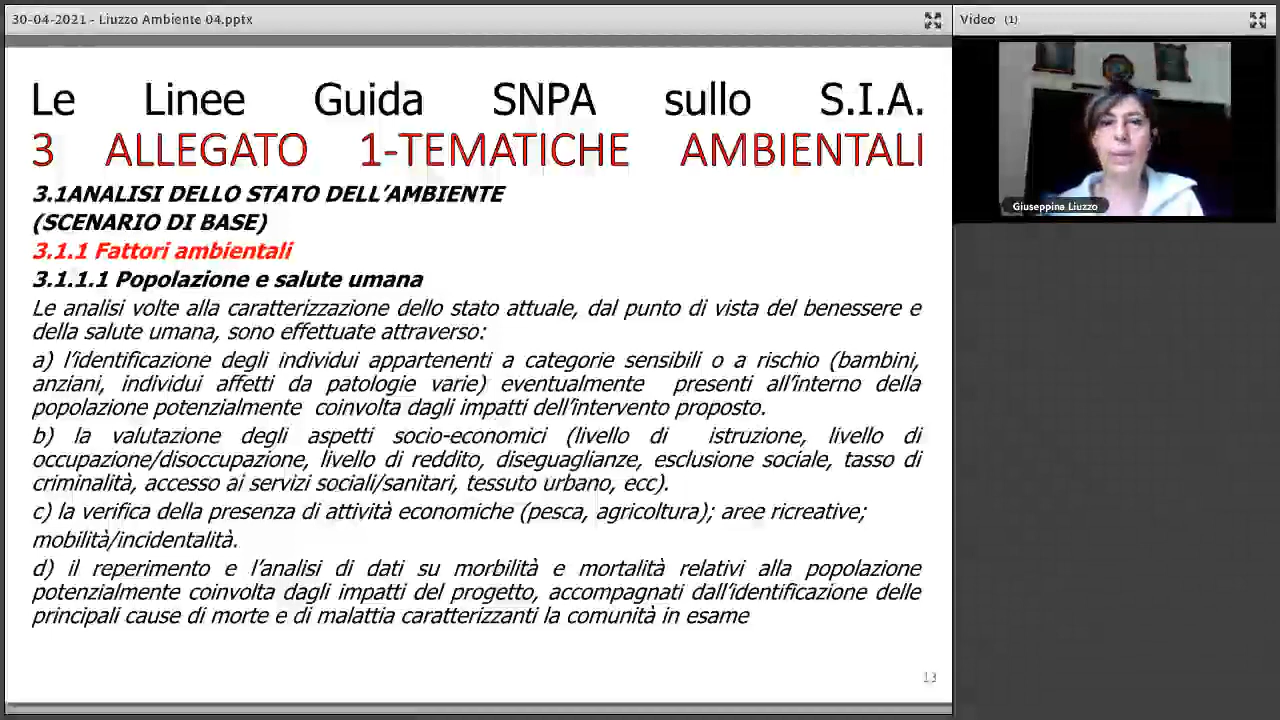 30-04-2021 - Liuzzo Ambiente 04.pptx
Video (1)
Le Linee Guida SNPA sullo S.I.A.
3 ALLEGATO 1-TEMATICHE AMBIENTALI
3.1ANALISI DELLO STATO DELL’AMBIENTE
(SCENARIO DI BASE)
3.1.1 Fattori ambientali
3.1.1.1 Popolazione e salute umana
Le analisi volte alla caratterizzazione dello stato attuale, dal punto di vista del benessere e
della salute umana, sono effettuate attraverso:
a) l’identificazione degli individui appartenenti a categorie sensibili o a rischio (bambini,
anziani, individui affetti da patologie varie) eventualmente presenti all’interno della
popolazione potenzialmente coinvolta dagli impatti dell’intervento proposto.
b) la valutazione degli aspetti socio-economici (livello di istruzione, livello di
occupazione/disoccupazione, livello di reddito, diseguaglianze, esclusione sociale, tasso di
criminalità, accesso ai servizi sociali/sanitari, tessuto urbano, ecc).
c) la verifica della presenza di attività economiche (pesca, agricoltura); aree ricreative;
mobilità/incidentalità.
d) il reperimento e l’analisi di dati su morbilità e mortalità relativi alla popolazione
potenzialmente coinvolta dagli impatti del progetto, accompagnati dall’identificazione delle
principali cause di morte e di malattia caratterizzanti la comunità in esame
13
Giuseppina Liuzzo